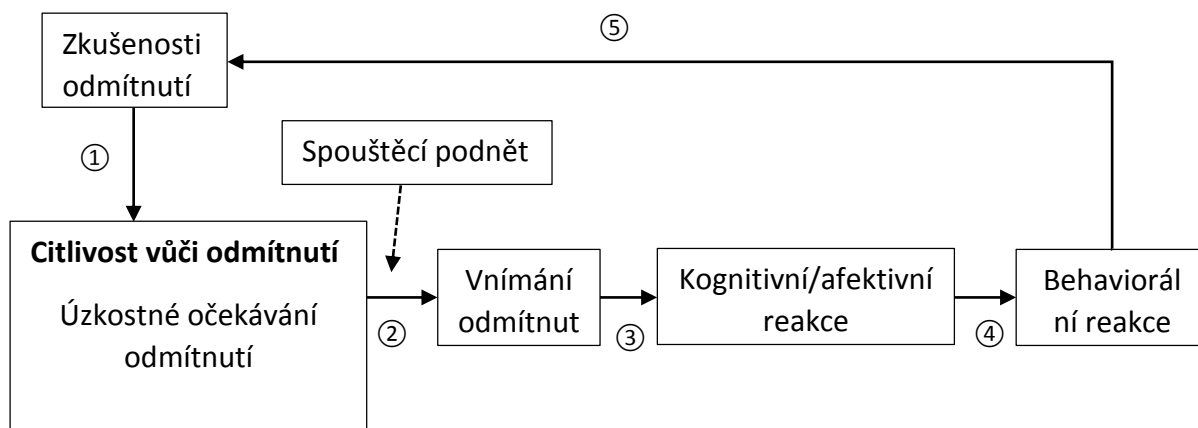 ⑤
Zkušenosti
odmítnutí
①
Spouštěcí podnět
Citlivost vůči odmítnutí
Úzkostné očekávání
odmítnutí
②
Vnímání
odmítnut
③
Kognitivní/afektivní
reakce
④
Behaviorál
ní reakce